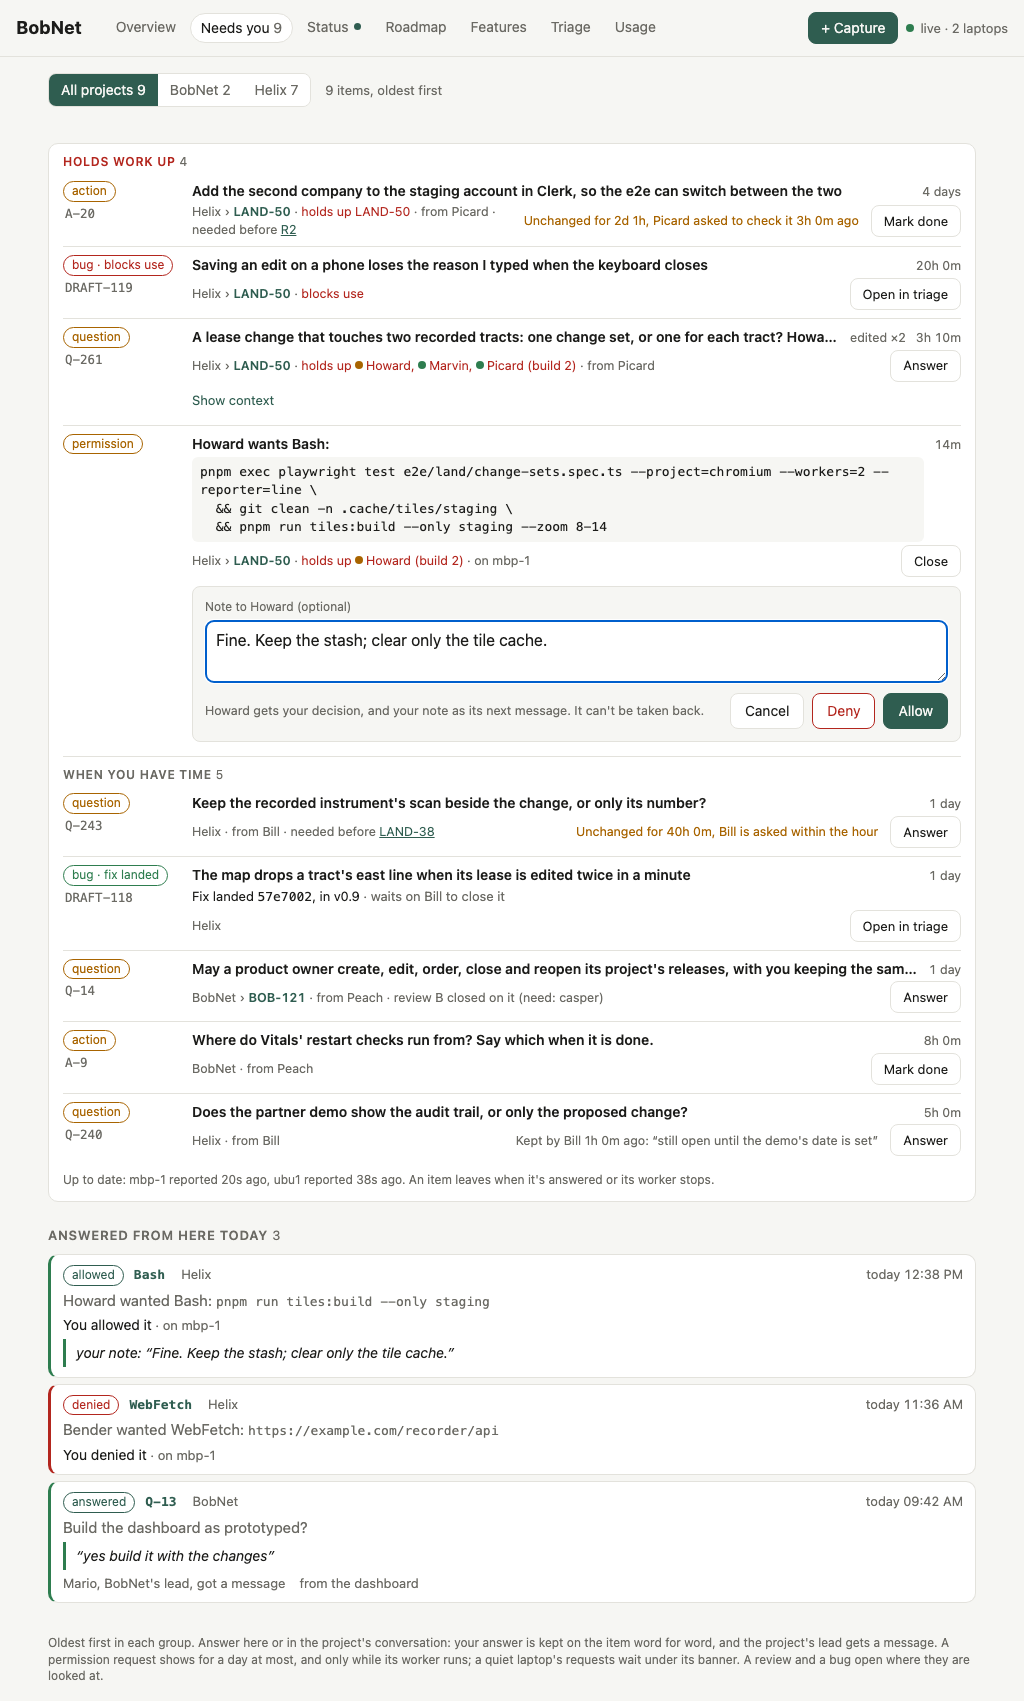 BobNet Overview Needs you 9 Status Roadmap Features Triage Usage + Capture live · 2 laptops
All projects 9 BobNet 2 Helix 7 9 items, oldest first
HOLDS WORK UP 4
action Add the second company to the staging account in Clerk, so the e2e can switch between the two 4 days
A-20 Helix › LAND-50 · holds up LAND-50 · from Picard · needed before R2 Unchanged for 2d 1h, Picard asked to check it 3h 0m ago Mark done
bug · blocks use Saving an edit on a phone loses the reason I typed when the keyboard closes 20h 0m
DRAFT-119 Helix › LAND-50 · blocks use Open in triage
question A lease change that touches two recorded tracts: one change set, or one for each tract? Howa... edited ×2 3h 10m
Q-261 Helix › LAND-50 · holds up Howard, Marvin, Picard (build 2) · from Picard Answer
Show context
permission Howard wants Bash: 14m
pnpm exec playwright test e2e/land/change-sets.spec.ts --project=chromium --workers=2 --
reporter=line \
&& git clean -n .cache/tiles/staging \
&& pnpm run tiles:build --only staging --zoom 8-14
Helix › LAND-50 · holds up Howard (build 2) · on mbp-1 Close
Note to Howard (optional)
Fine. Keep the stash; clear only the tile cache.
Howard gets your decision, and your note as its next message. It can't be taken back. Cancel Deny Allow
WHEN YOU HAVE TIME 5
question Keep the recorded instrument's scan beside the change, or only its number? 1 day
Q-243 Helix · from Bill · needed before LAND-38 Unchanged for 40h 0m, Bill is asked within the hour Answer
bug · fix landed The map drops a tract's east line when its lease is edited twice in a minute 1 day
DRAFT-118 Fix landed 57e7002, in v0.9 · waits on Bill to close it
Helix Open in triage
question May a product owner create, edit, order, close and reopen its project's releases, with you keeping the sam... 1 day
Q-14 BobNet › BOB-121 · from Peach · review B closed on it (need: casper) Answer
action Where do Vitals' restart checks run from? Say which when it is done. 8h 0m
A-9 BobNet · from Peach Mark done
question Does the partner demo show the audit trail, or only the proposed change? 5h 0m
Q-240 Helix · from Bill Kept by Bill 1h 0m ago: “still open until the demo's date is set” Answer
Up to date: mbp-1 reported 20s ago, ubu1 reported 38s ago. An item leaves when it's answered or its worker stops.
ANSWERED FROM HERE TODAY 3
allowed Bash Helix today 12:38 PM
Howard wanted Bash: pnpm run tiles:build --only staging
You allowed it · on mbp-1
your note: “Fine. Keep the stash; clear only the tile cache.”
denied WebFetch Helix today 11:36 AM
Bender wanted WebFetch: https://example.com/recorder/api
You denied it · on mbp-1
answered Q-13 BobNet today 09:42 AM
Build the dashboard as prototyped?
“yes build it with the changes”
Mario, BobNet's lead, got a message from the dashboard
Oldest first in each group. Answer here or in the project's conversation: your answer is kept on the item word for word, and the project's lead gets a message. A
permission request shows for a day at most, and only while its worker runs; a quiet laptop's requests wait under its banner. A review and a bug open where they are
looked at.